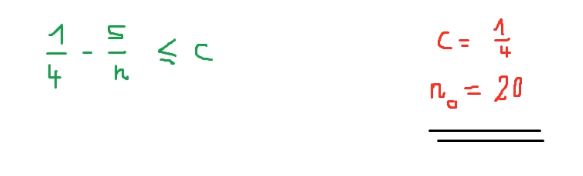 1/4 - 5/n ≤ c
c = 1/4
n₀ = 20